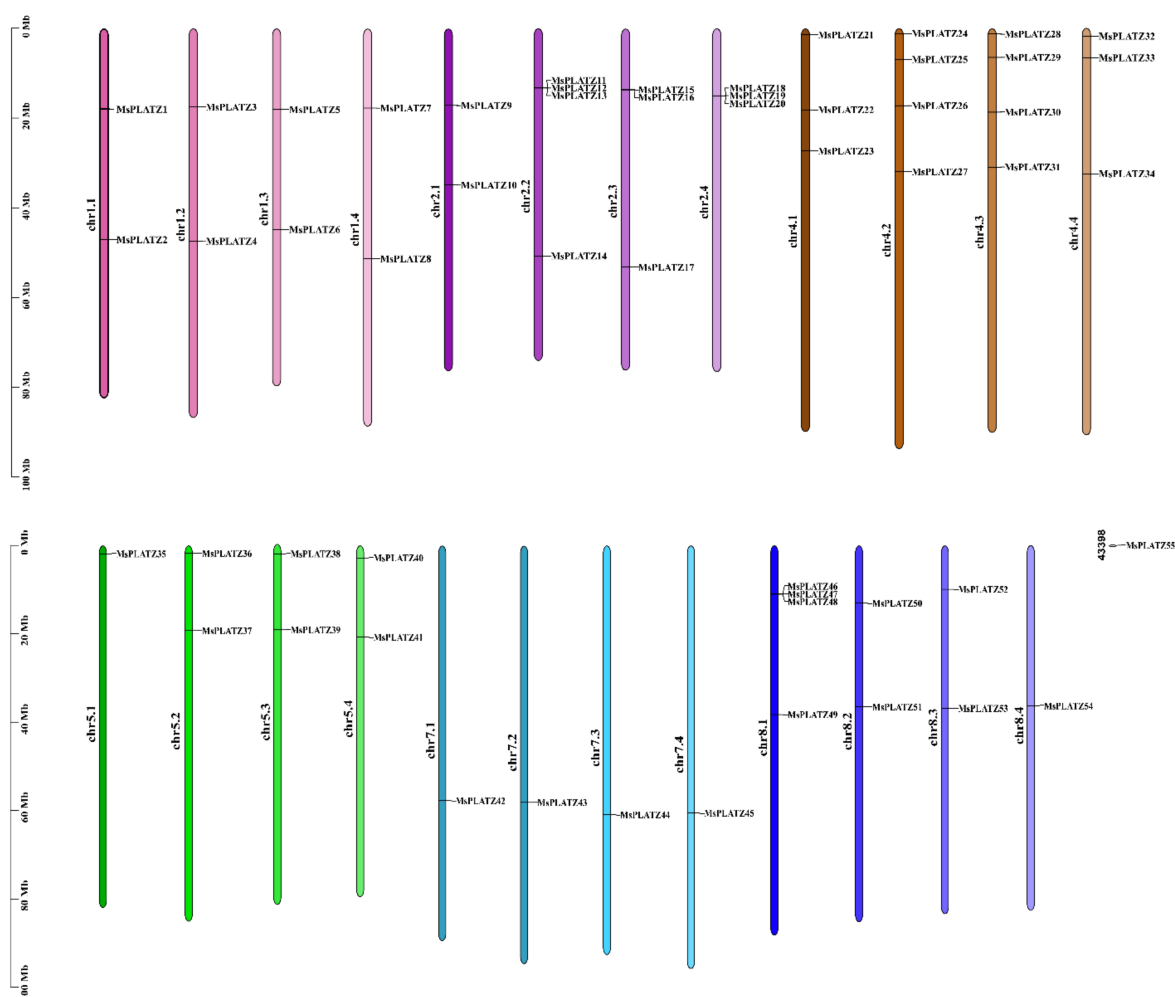 0 Mb
20 Mb
40 Mb
60 Mb
80 Mb
100 Mb
chr1.1
MsPLATZ1
MsPLATZ2
chr1.2
MsPLATZ3
MsPLATZ4
chr1.3
MsPLATZ5
MsPLATZ6
chr1.4
MsPLATZ7
MsPLATZ8
chr2.1
MsPLATZ9
MsPLATZ10
chr2.2
MsPLATZ11
MsPLATZ12
MsPLATZ13
MsPLATZ14
chr2.3
MsPLATZ15
MsPLATZ16
MsPLATZ17
chr2.4
MsPLATZ18
MsPLATZ19
MsPLATZ20
chr4.1
MsPLATZ21
MsPLATZ22
MsPLATZ23
chr4.2
MsPLATZ24
MsPLATZ25
MsPLATZ26
MsPLATZ27
chr4.3
MsPLATZ28
MsPLATZ29
MsPLATZ30
MsPLATZ31
chr4.4
MsPLATZ32
MsPLATZ33
MsPLATZ34
0 Mb
20 Mb
40 Mb
60 Mb
80 Mb
00 Mb
chr5.1
MsPLATZ35
chr5.2
MsPLATZ36
MsPLATZ37
chr5.3
MsPLATZ38
MsPLATZ39
chr5.4
MsPLATZ40
MsPLATZ41
chr7.1
MsPLATZ42
chr7.2
MsPLATZ43
chr7.3
MsPLATZ44
chr7.4
MsPLATZ45
chr8.1
MsPLATZ46
MsPLATZ47
MsPLATZ48
MsPLATZ49
chr8.2
MsPLATZ50
MsPLATZ51
chr8.3
MsPLATZ52
MsPLATZ53
chr8.4
MsPLATZ54
43398
MsPLATZ55